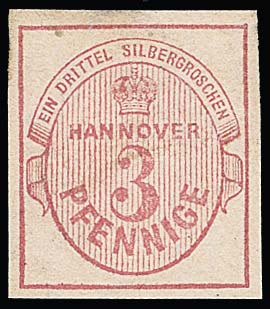 EIN DRITTEL SILBERGROSCHEN
HANNOVER
3
PFENNIGE